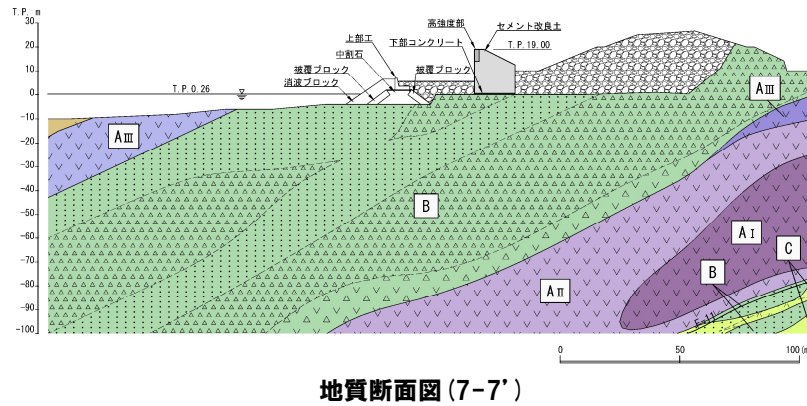 T.P. m
30
20
10
0
-10
-20
-30
-40
-50
-60
-70
-80
-90
-100
高強度部
セメント改良土
上部工
下部コンクリート
T.P.19.00
中割石
被覆ブロック
被覆ブロック
消波ブロック
T.P.0.26
AⅢ
AⅢ
B
AⅠ
C
B
AⅡ
F-11
0
50
100(m
地質断面図(7-7')